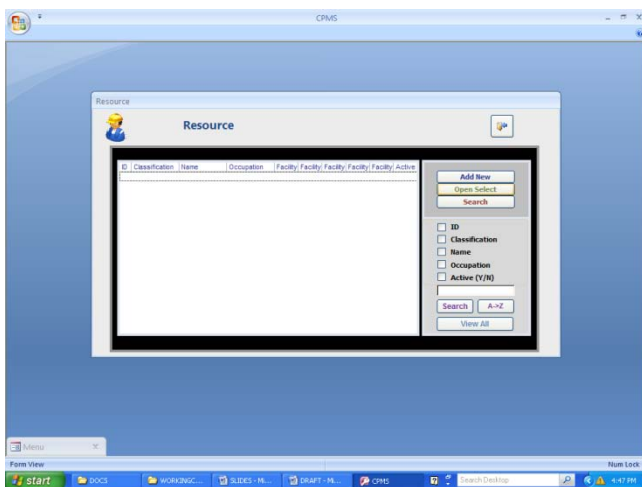 CPMS
Resource
Resource
ID Classification Name Occupation Facility Facility Facility Facility Facility Active
Add New
Open Select
Search
ID
Classification
Name
Occupation
Active (Y/N)
Search A->Z
View All
Menu
Form View Num Lock
start DOCS WORKINGC... SLIDES - Mi... DRAFT - Mi... CPMS Search Desktop 4:47 PM